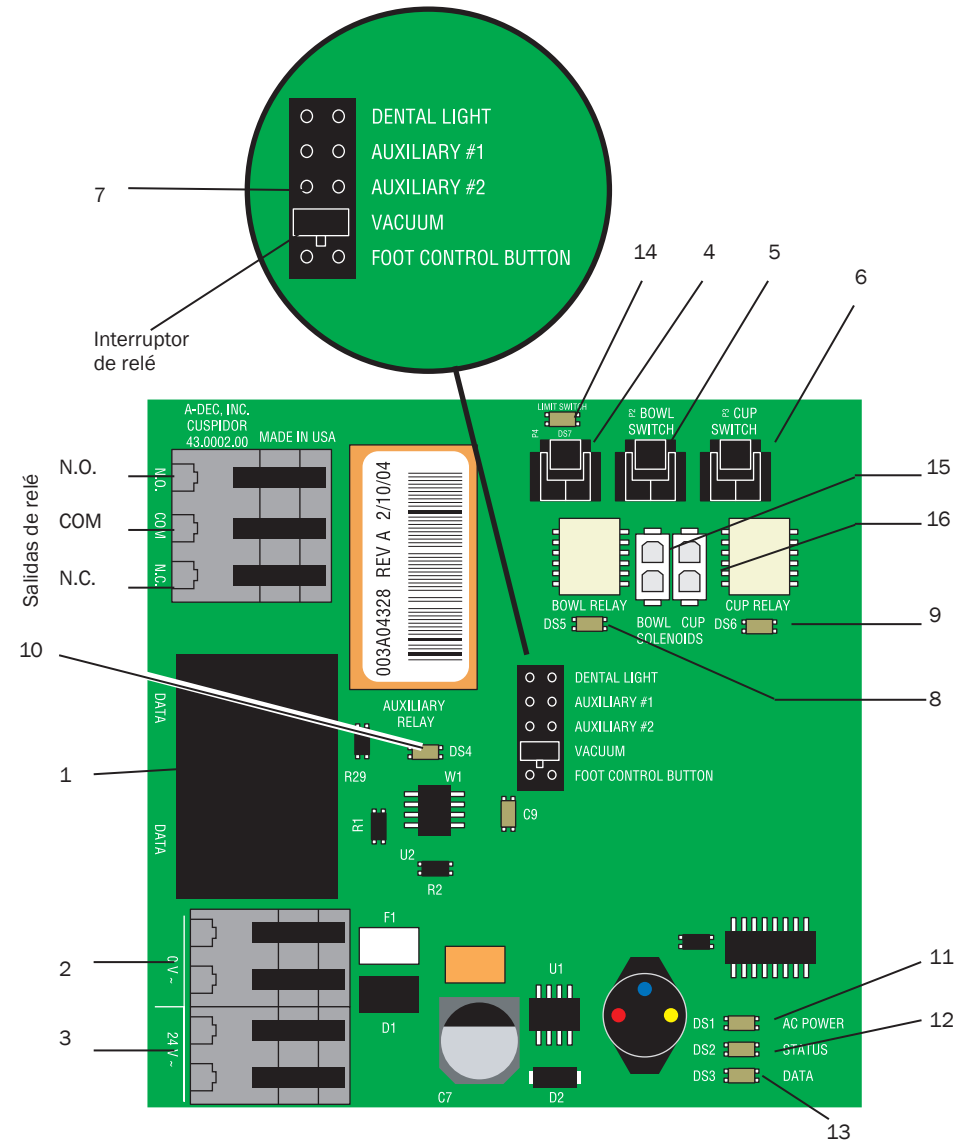 DENTAL LIGHT
AUXILIARY #1
AUXILIARY #2
VACUUM
FOOT CONTROL BUTTON
7
Interruptor
de relé
14
4
5
6
15
16
9
8
A-DEC, INC.
CUSPIDOR
43.0002.00
MADE IN USA
LIMIT SWITCH
P4
DS7
P2 BOWL
SWITCH
P3 CUP
SWITCH
Salidas de relé
N.O.
COM
N.C.
N.O.
COM
N.C.
003A04328 REV A 2/10/04
BOWL RELAY
DS5
BOWL CUP
SOLENOIDS
CUP RELAY
DS6
10
AUXILIARY
RELAY
DS4
DENTAL LIGHT
AUXILIARY #1
AUXILIARY #2
VACUUM
FOOT CONTROL BUTTON
1
DATA
DATA
R29
W1
R1
U2
R2
C9
2
0 V ~
3
24 V ~
F1
D1
C7
U1
D2
11
12
13
DS1 AC POWER
DS2 STATUS
DS3 DATA